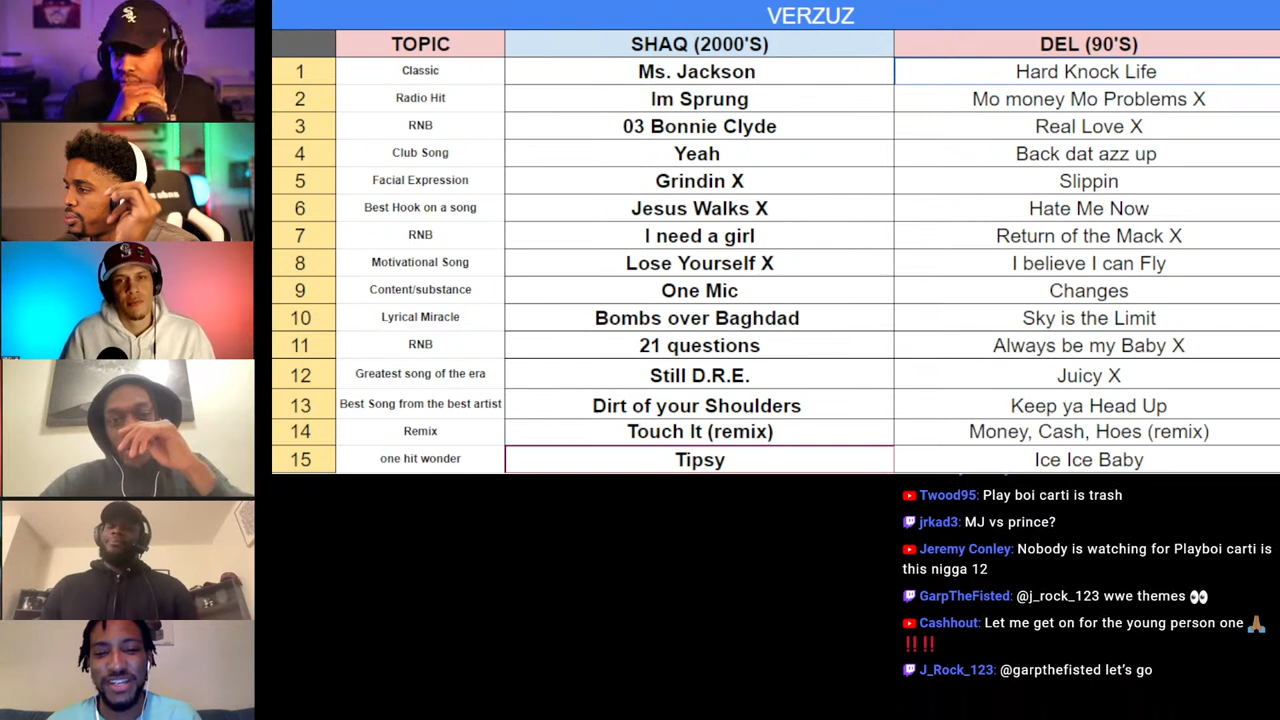 VERZUZ
TOPIC SHAQ (2000'S) DEL (90'S)
1 Classic Ms. Jackson Hard Knock Life
2 Radio Hit Im Sprung Mo money Mo Problems X
3 RNB 03 Bonnie Clyde Real Love X
4 Club Song Yeah Back dat azz up
5 Facial Expression Grindin X Slippin
6 Best Hook on a song Jesus Walks X Hate Me Now
7 RNB I need a girl Return of the Mack X
8 Motivational Song Lose Yourself X I believe I can Fly
9 Content/substance One Mic Changes
10 Lyrical Miracle Bombs over Baghdad Sky is the Limit
11 RNB 21 questions Always be my Baby X
12 Greatest song of the era Still D.R.E. Juicy X
13 Best Song from the best artist Dirt of your Shoulders Keep ya Head Up
14 Remix Touch It (remix) Money, Cash, Hoes (remix)
15 one hit wonder Tipsy Ice Ice Baby
Twood95: Play boi carti is trash
jrkad3: MJ vs prince?
Jeremy Conley: Nobody is watching for Playboi carti is
this nigga 12
GarpTheFisted: @j_rock_123 wwe themes 👀
Cashhout: Let me get on for the young person one 🙏🏾
‼️‼️
J_Rock_123: @garpthefisted let's go